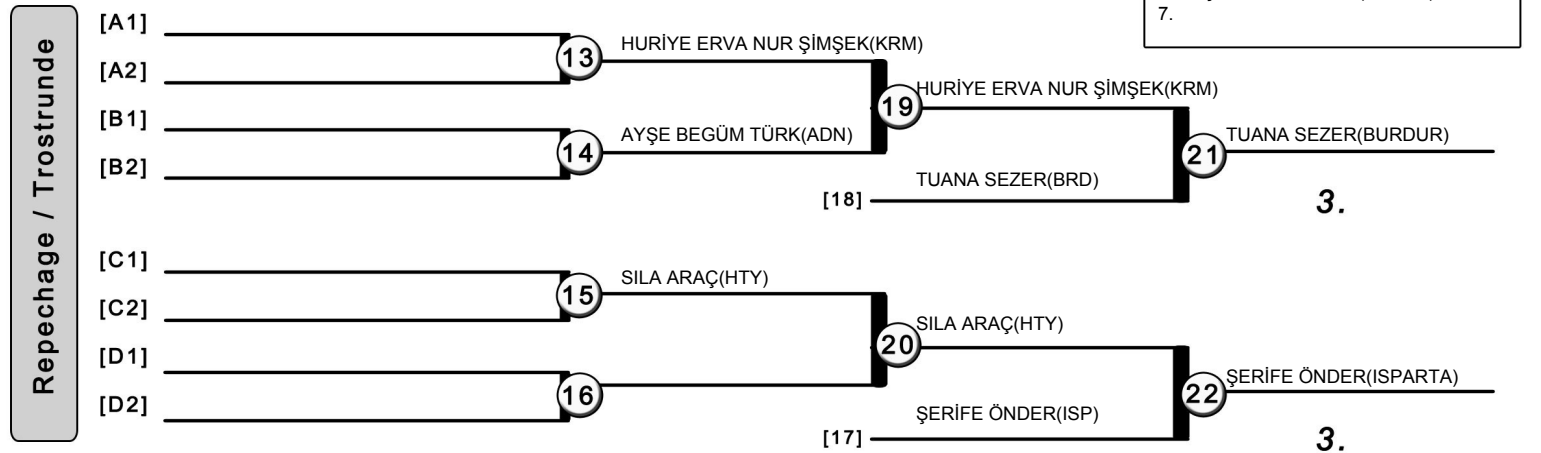 7.
Repechage / Trostrunde
[A1]
[A2]
13
HURİYE ERVA NUR ŞİMŞEK(KRM)
[B1]
[B2]
14
AYŞE BEGÜM TÜRK(ADN)
19
HURİYE ERVA NUR ŞİMŞEK(KRM)
[18]
TUANA SEZER(BRD)
21
TUANA SEZER(BURDUR)
3.
[C1]
[C2]
15
SILA ARAÇ(HTY)
[D1]
[D2]
16
20
SILA ARAÇ(HTY)
[17]
ŞERİFE ÖNDER(ISP)
22
ŞERİFE ÖNDER(ISPARTA)
3.